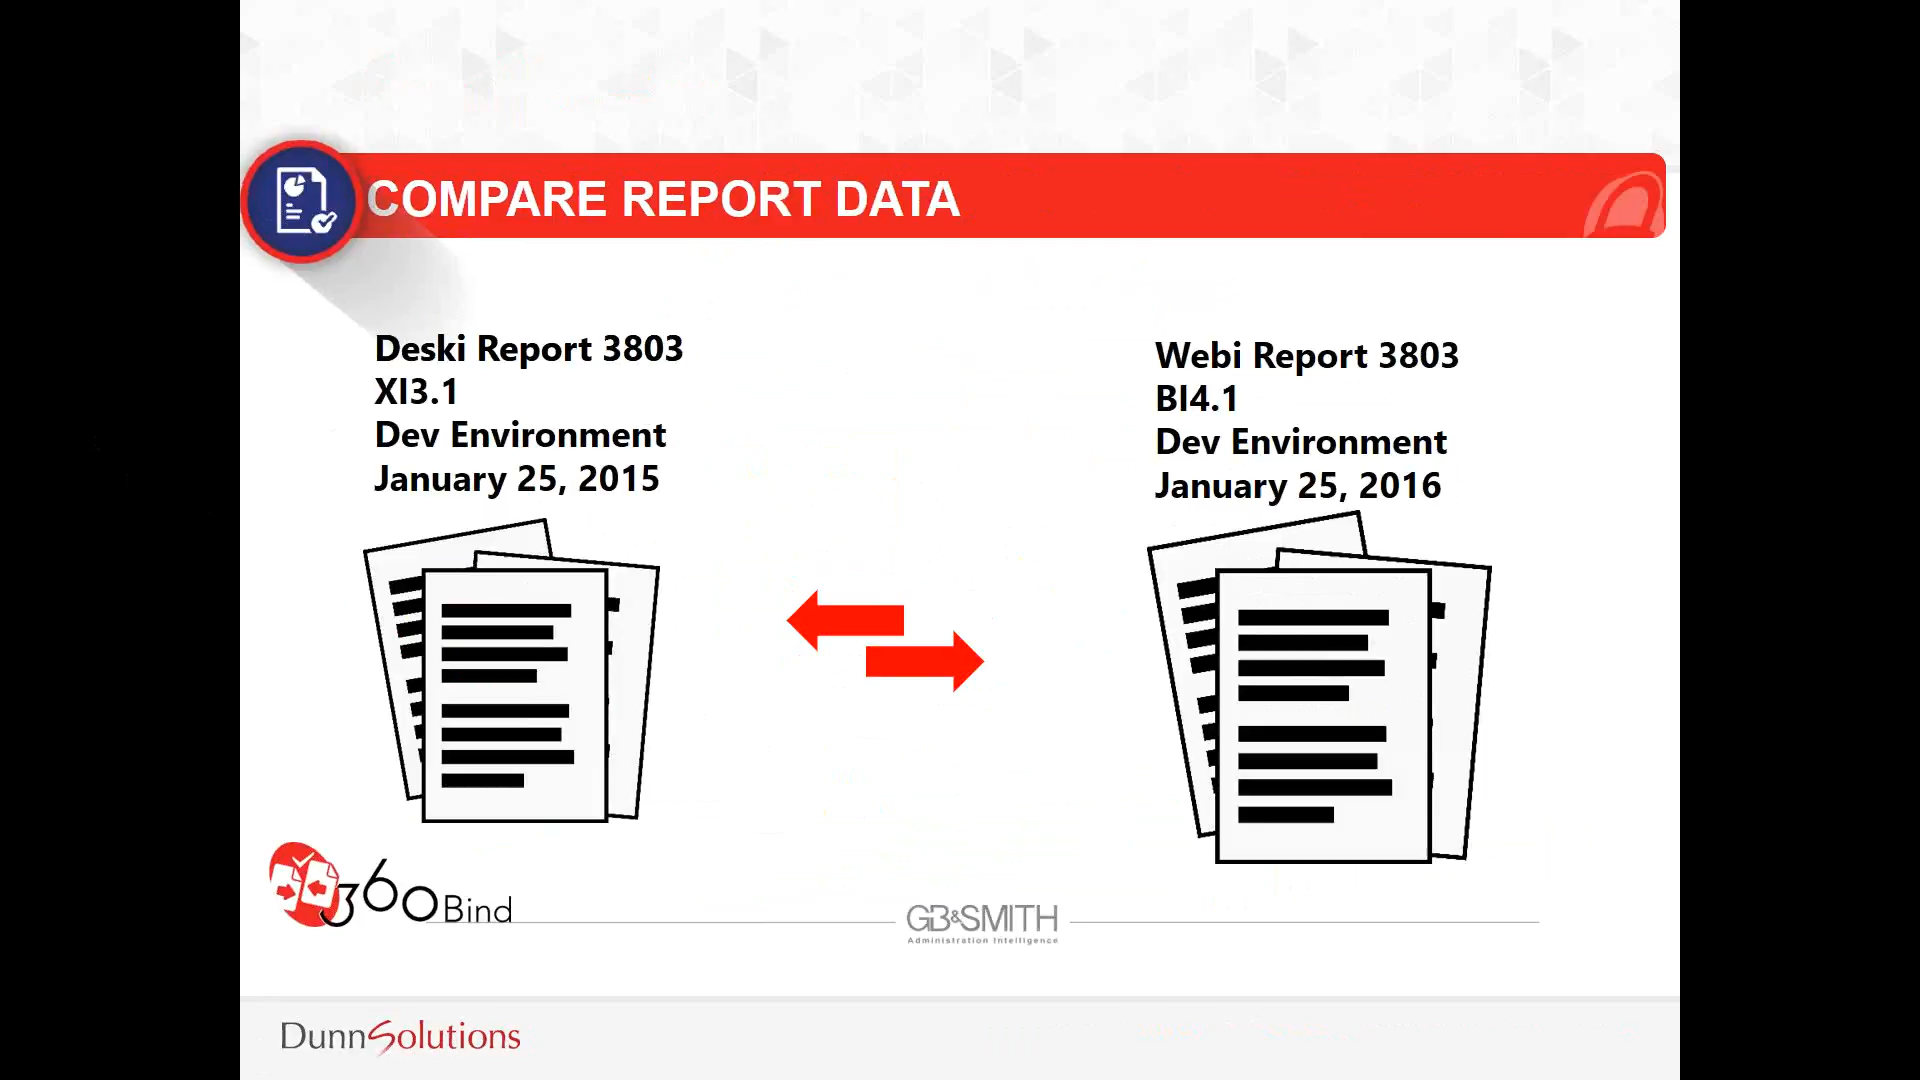 COMPARE REPORT DATA
Deski Report 3803
XI3.1
Dev Environment
January 25, 2015
Webi Report 3803
BI4.1
Dev Environment
January 25, 2016
360Bind
GB&SMITH
Administration Intelligence
DunnSolutions